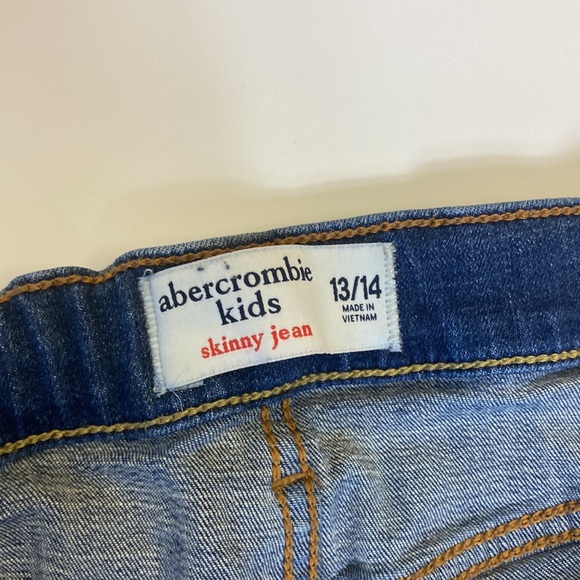 abercrombie
kids
skinny jean
13/14
MADE IN
VIETNAM